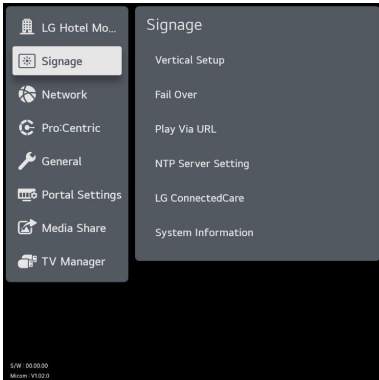 LG Hotel Mo...
Signage
Network
Pro:Centric
General
Portal Settings
Media Share
TV Manager
Signage
Vertical Setup
Fail Over
Play Via URL
NTP Server Setting
LG ConnectedCare
System Information
S/W : 00.00.00
Micom : V1.02.0